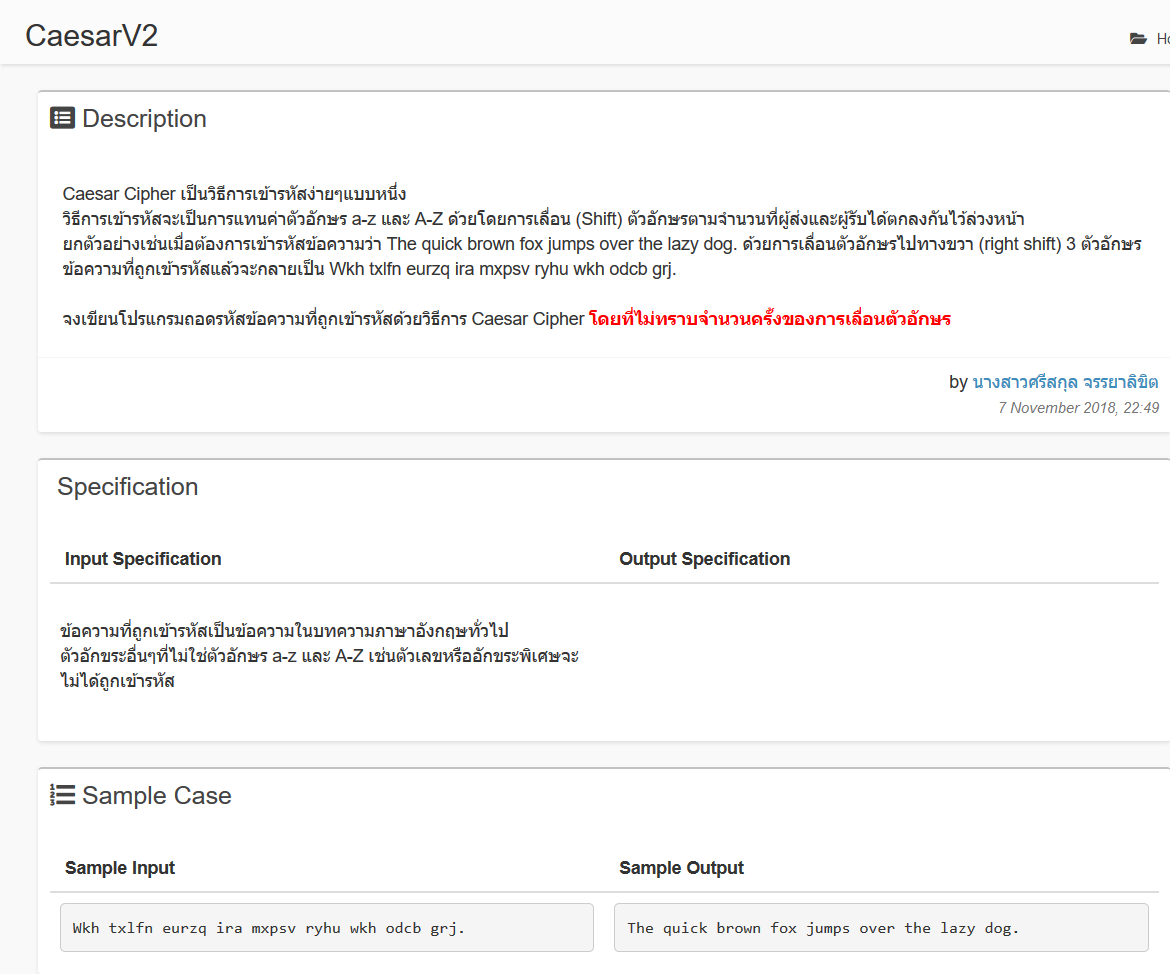 CaesarV2
Description
Caesar Cipher เป็นวิธีการเข้ารหัสง่ายๆแบบหนึ่ง
วิธีการเข้ารหัสจะเป็นการแทนค่าตัวอักษร a-z และ A-Z ด้วยโดยการเลื่อน (Shift) ตัวอักษรตามจำนวนที่ผู้ส่งและผู้รับได้ตกลงกันไว้ล่วงหน้า
ยกตัวอย่างเช่นเมื่อต้องการเข้ารหัสข้อความว่า The quick brown fox jumps over the lazy dog. ด้วยการเลื่อนตัวอักษรไปทางขวา (right shift) 3 ตัวอักษร
ข้อความที่ถูกเข้ารหัสแล้วจะกลายเป็น Wkh txlfn eurzq ira mxpsv ryhu wkh odcb grj.
จงเขียนโปรแกรมถอดรหัสข้อความที่ถูกเข้ารหัสด้วยวิธีการ Caesar Cipher โดยที่ไม่ทราบจำนวนครั้งของการเลื่อนตัวอักษร
by นางสาวศรีสกุล จรรยาลิขิต
7 November 2018, 22:49
Specification
Input Specification
Output Specification
ข้อความที่ถูกเข้ารหัสเป็นข้อความในบทความภาษาอังกฤษทั่วไป
ตัวอักขระอื่นๆที่ไม่ใช่ตัวอักษร a-z และ A-Z เช่นตัวเลขหรืออักขระพิเศษจะ
ไม่ได้ถูกเข้ารหัส
Sample Case
Sample Input
Sample Output
Wkh txlfn eurzq ira mxpsv ryhu wkh odcb grj.
The quick brown fox jumps over the lazy dog.